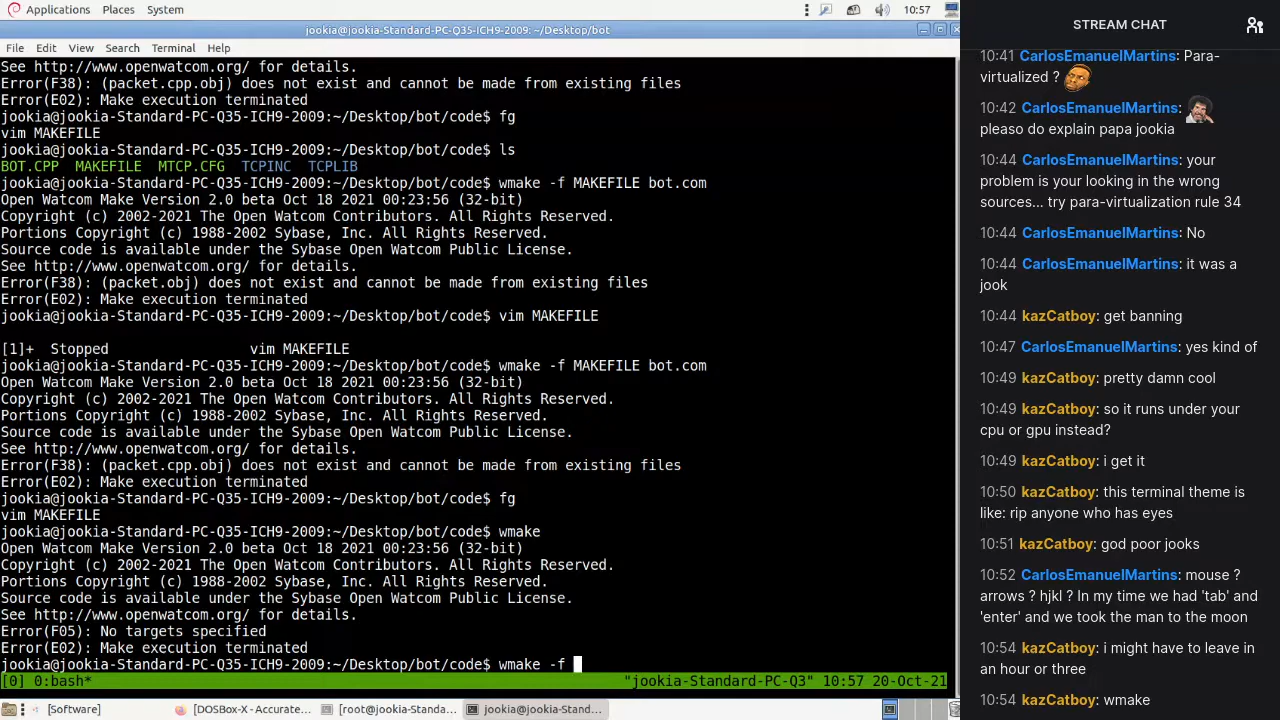 Applications Places System
10:57
jookia@jookia-Standard-PC-Q35-ICH9-2009: ~/Desktop/bot
File Edit View Search Terminal Help
See http://www.openwatcom.org/ for details.
Error(F38): (packet.cpp.obj) does not exist and cannot be made from existing files
Error(E02): Make execution terminated
jookia@jookia-Standard-PC-Q35-ICH9-2009:~/Desktop/bot/code$ fg
vim MAKEFILE
jookia@jookia-Standard-PC-Q35-ICH9-2009:~/Desktop/bot/code$ ls
BOT.CPP MAKEFILE MTCP.CFG TCPINC TCPLIB
jookia@jookia-Standard-PC-Q35-ICH9-2009:~/Desktop/bot/code$ wmake -f MAKEFILE bot.com
Open Watcom Make Version 2.0 beta Oct 18 2021 00:23:56 (32-bit)
Copyright (c) 2002-2021 The Open Watcom Contributors. All Rights Reserved.
Portions Copyright (c) 1988-2002 Sybase, Inc. All Rights Reserved.
Source code is available under the Sybase Open Watcom Public License.
See http://www.openwatcom.org/ for details.
Error(F38): (packet.obj) does not exist and cannot be made from existing files
Error(E02): Make execution terminated
jookia@jookia-Standard-PC-Q35-ICH9-2009:~/Desktop/bot/code$ vim MAKEFILE
[1]+ Stopped vim MAKEFILE
jookia@jookia-Standard-PC-Q35-ICH9-2009:~/Desktop/bot/code$ wmake -f MAKEFILE bot.com
Open Watcom Make Version 2.0 beta Oct 18 2021 00:23:56 (32-bit)
Copyright (c) 2002-2021 The Open Watcom Contributors. All Rights Reserved.
Portions Copyright (c) 1988-2002 Sybase, Inc. All Rights Reserved.
Source code is available under the Sybase Open Watcom Public License.
See http://www.openwatcom.org/ for details.
Error(F38): (packet.cpp.obj) does not exist and cannot be made from existing files
Error(E02): Make execution terminated
jookia@jookia-Standard-PC-Q35-ICH9-2009:~/Desktop/bot/code$ fg
vim MAKEFILE
jookia@jookia-Standard-PC-Q35-ICH9-2009:~/Desktop/bot/code$ wmake
Open Watcom Make Version 2.0 beta Oct 18 2021 00:23:56 (32-bit)
Copyright (c) 2002-2021 The Open Watcom Contributors. All Rights Reserved.
Portions Copyright (c) 1988-2002 Sybase, Inc. All Rights Reserved.
Source code is available under the Sybase Open Watcom Public License.
See http://www.openwatcom.org/ for details.
Error(F05): No targets specified
Error(E02): Make execution terminated
jookia@jookia-Standard-PC-Q35-ICH9-2009:~/Desktop/bot/code$ wmake -f
[0] 0:bash* "jookia-Standard-PC-Q3" 10:57 20-Oct-21
[Software]
[DOSBox-X -Accurate...
[root@Jookia-Standa...
jookia@jookia-Stand...
STREAM CHAT
10:41 CarlosEmanuelMartins: Para-
virtualized ?
10:42 CarlosEmanuelMartins:
pleaso do explain papa jookia
10:44 CarlosEmanuelMartins: your
problem is your looking in the wrong
sources... try para-virtualization rule 34
10:44 CarlosEmanuelMartins: No
10:44 CarlosEmanuelMartins: it was a
jook
10:44 kazCatboy: get banning
10:47 CarlosEmanuelMartins: yes kind of
10:49 kazCatboy: pretty damn cool
10:49 kazCatboy: so it runs under your
cpu or gpu instead?
10:49 kazCatboy: i get it
10:50 kazCatboy: this terminal theme is
like: rip anyone who has eyes
10:51 kazCatboy: god poor jooks
10:52 CarlosEmanuelMartins: mouse ?
arrows ? hjkl ? In my time we had 'tab' and
'enter' and we took the man to the moon
10:54 kazCatboy: i might have to leave in
an hour or three
10:54 kazCatboy: wmake